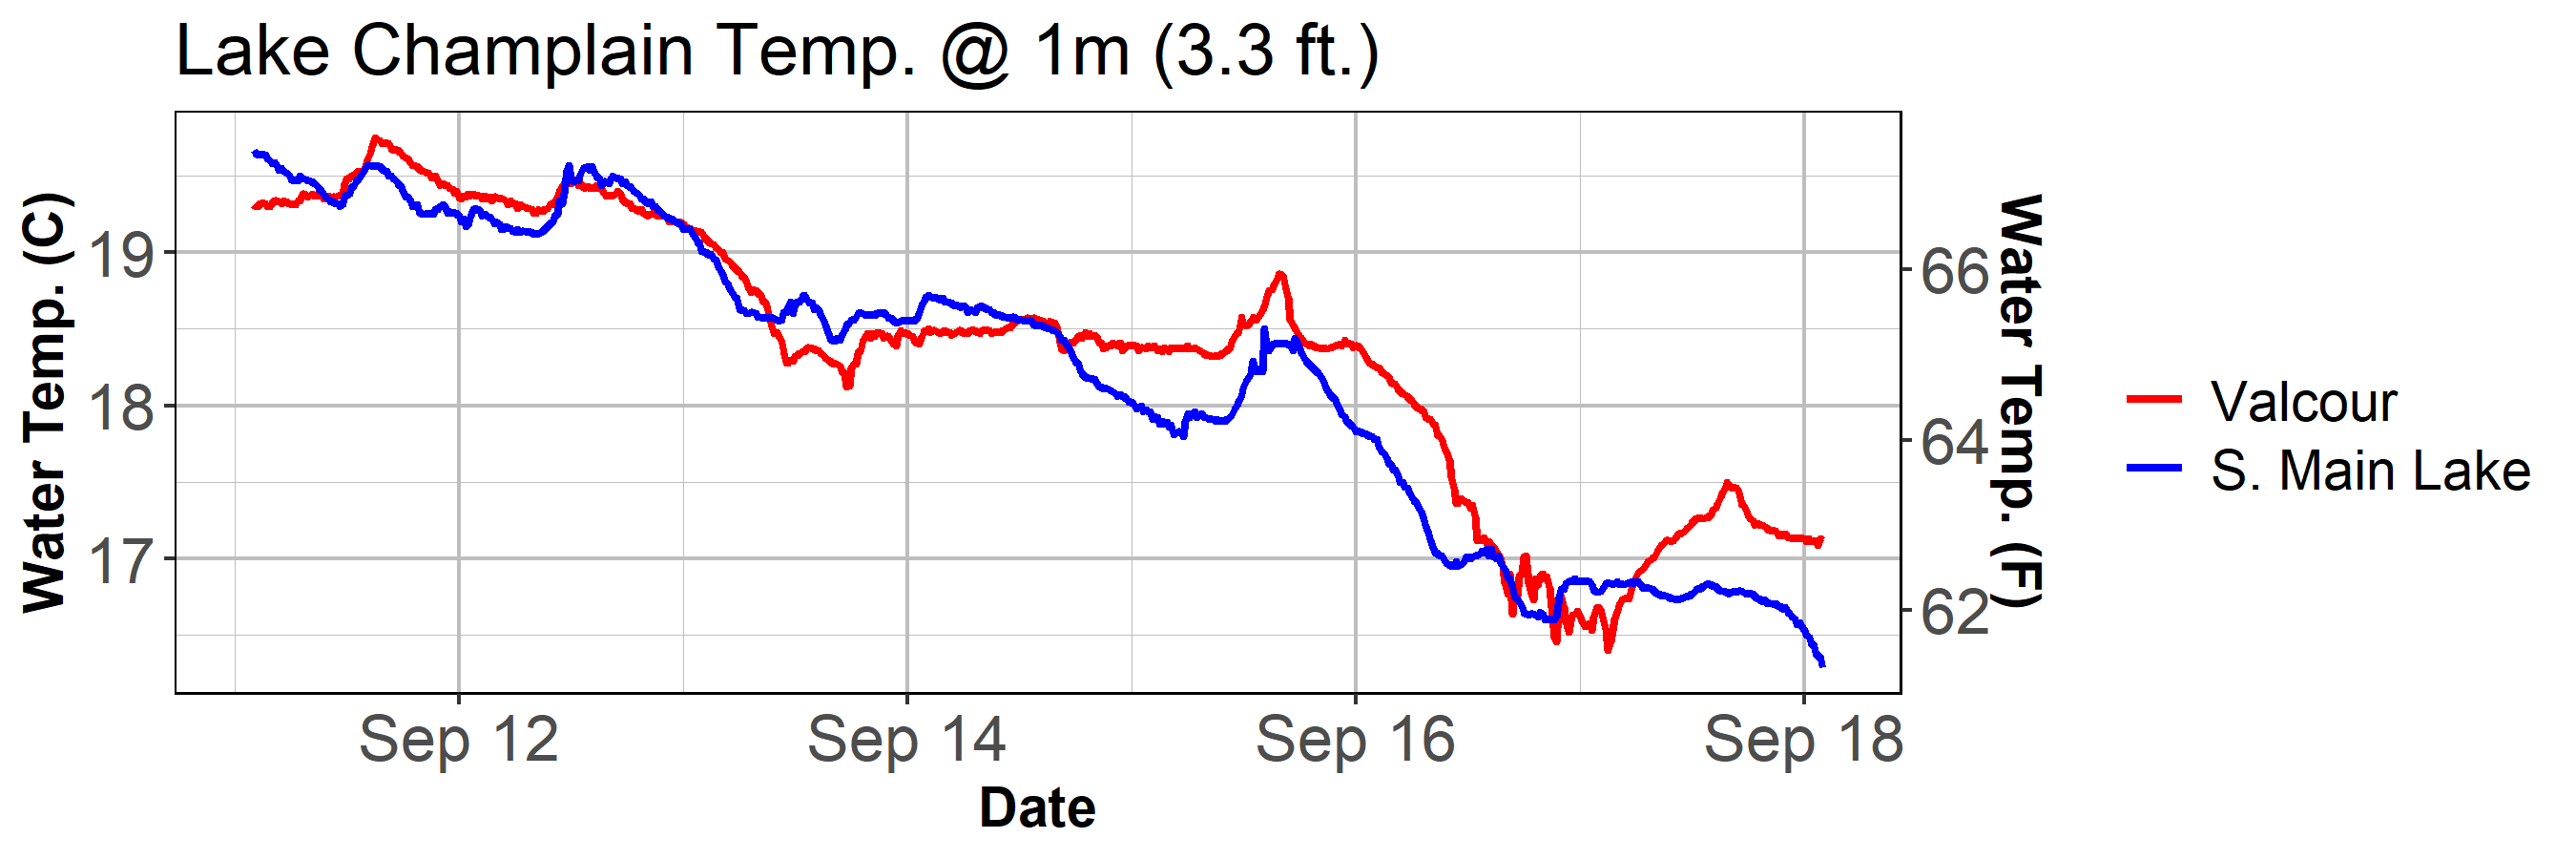 Lake Champlain Temp. @ 1m (3.3 ft.)
Water Temp. (C)
19
18
17
66
64
62
Water Temp. (F)
Sep 12
Sep 14
Sep 16
Sep 18
Date
Valcour
S. Main Lake